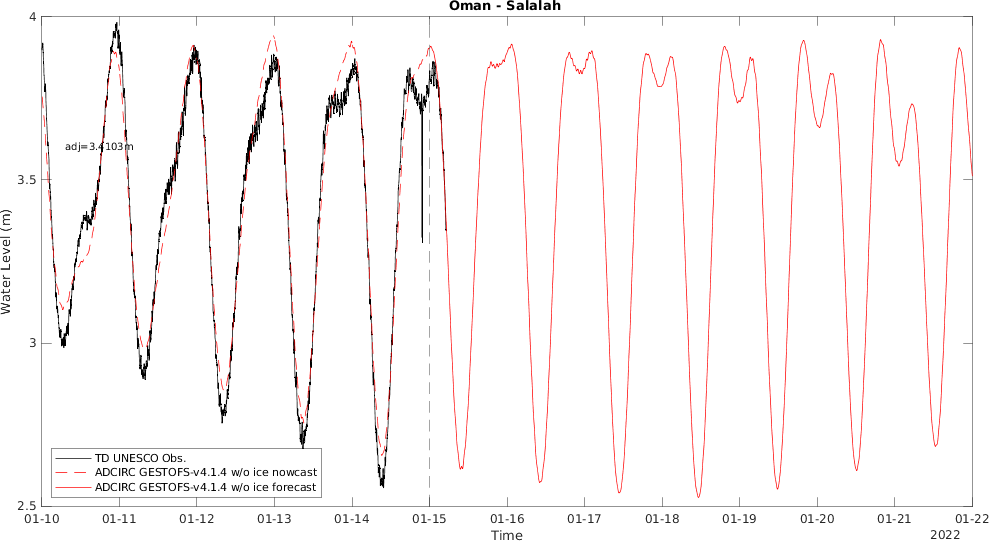 Oman - Salalah
4
3.5
3
2.5
Water Level (m)
adj=3.4103m
TD UNESCO Obs.
ADCIRC GESTOFS-v4.1.4 w/o ice nowcast
ADCIRC GESTOFS-v4.1.4 w/o ice forecast
01-10 01-11 01-12 01-13 01-14 01-15 01-16 01-17 01-18 01-19 01-20 01-21 01-22
Time
2022